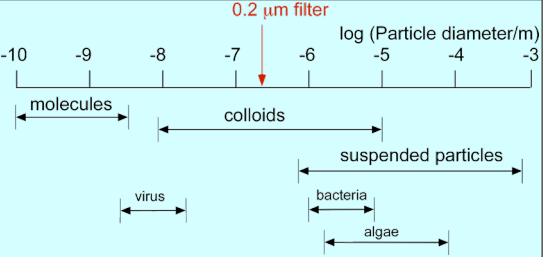 0.2 μm filter
log (Particle diameter/m)
-10 -9 -8 -7 -6 -5 -4 -3
molecules
colloids
suspended particles
virus
bacteria
algae